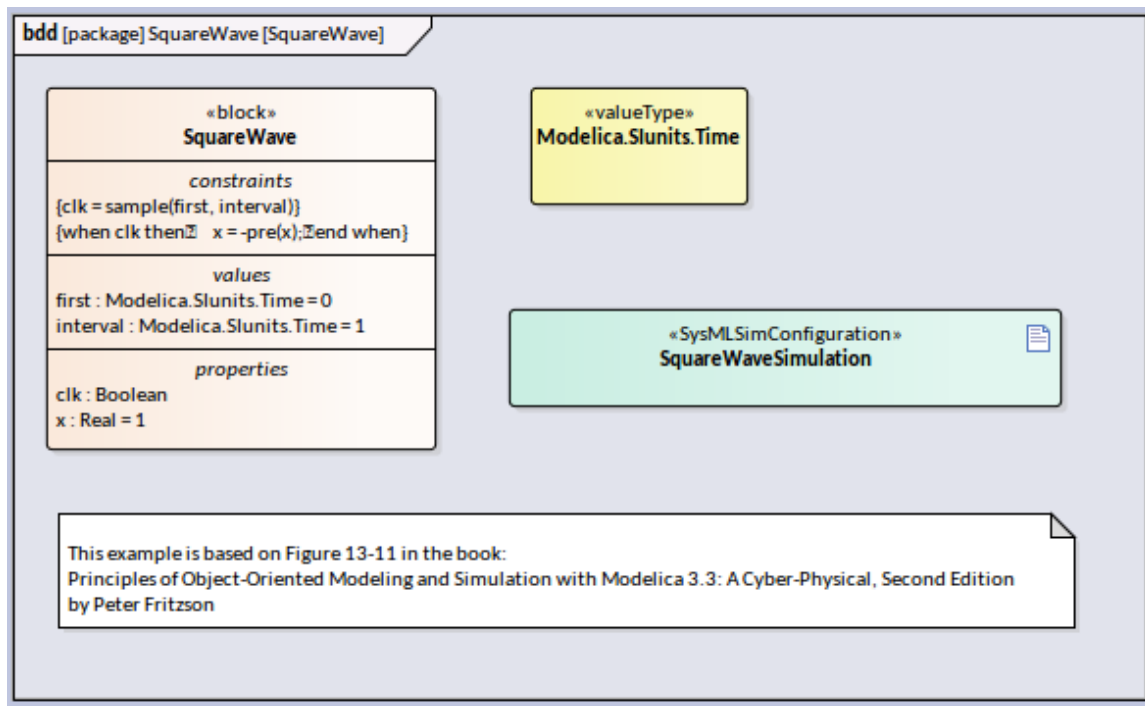 bdd [package] SquareWave [SquareWave]
«block»
SquareWave
constraints
{clk = sample(first, interval)}
{when clk then⍰ x = -pre(x);⍰end when}
values
first : Modelica.SIunits.Time = 0
interval : Modelica.SIunits.Time = 1
properties
clk : Boolean
x : Real = 1
«valueType»
Modelica.SIunits.Time
«SysMLSimConfiguration»
SquareWaveSimulation
This example is based on Figure 13-11 in the book:
Principles of Object-Oriented Modeling and Simulation with Modelica 3.3: A Cyber-Physical, Second Edition
by Peter Fritzson